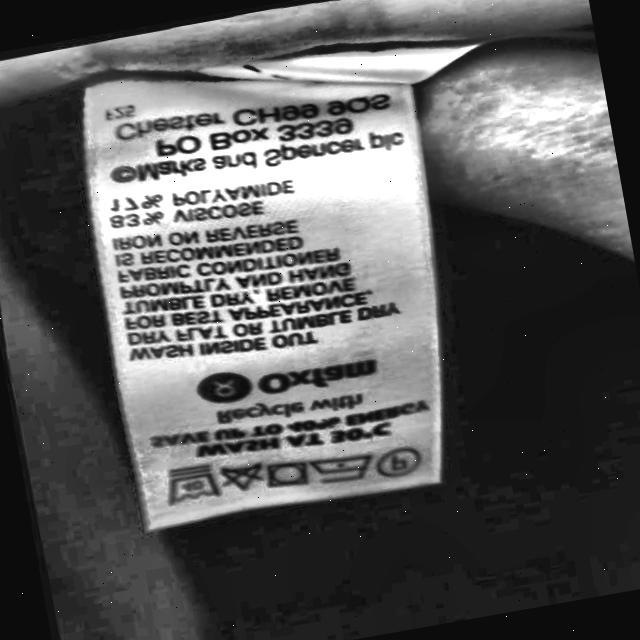 WASH AT 30°C
SAVE UP TO 40% ENERGY
Recycle with
Oxfam
WASH INSIDE OUT
DRY FLAT OR TUMBLE DRY
FOR BEST APPEARANCE.
TUMBLE DRY, REMOVE
PROMPTLY AND HANG
FABRIC CONDITIONER
IS RECOMMENDED
IRON ON REVERSE
83% VISCOSE
17% POLYAMIDE
©Marks and Spencer plc
PO Box 3339
Chester CH99 9QS
F25